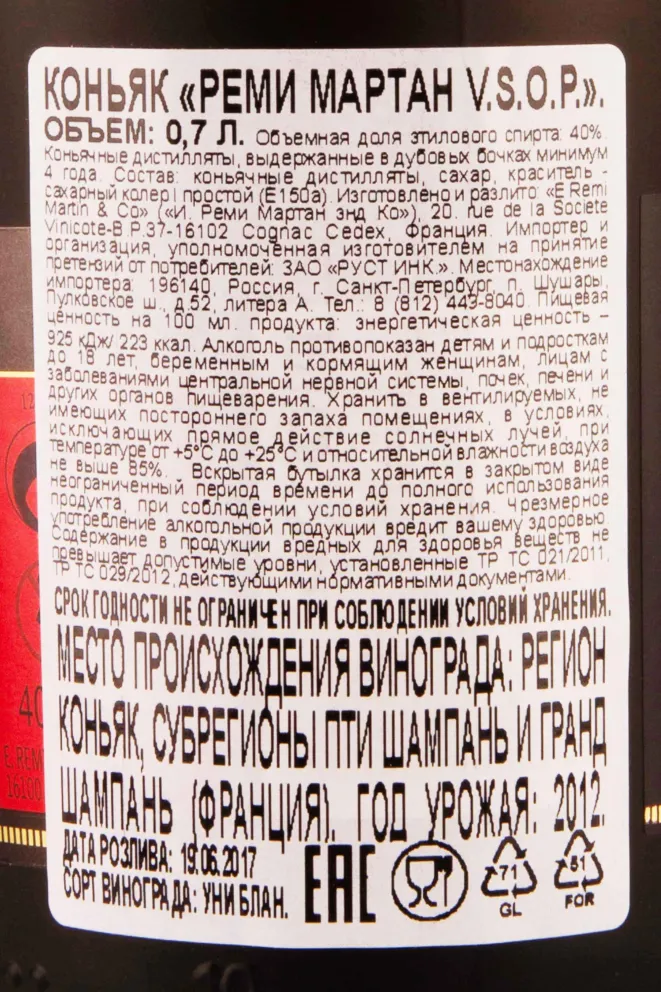 КОНЬЯК «РЕМИ МАРТАН V.S.O.P.».
ОБЪЕМ: 0,7 Л. Объемная доля этилового спирта: 40%.
Коньячные дистилляты, выдержанные в дубовых бочках минимум
4 года. Состав: коньячные дистилляты, сахар, краситель -
сахарный колер I простой (Е150а). Изготовлено и разлито: «E Remi
Martin & Co» («И. Реми Мартан энд Ко»), 20. rue de la Societe
Vinicote-B.P.37-16102 Cognac Cedex, Франция. Импортер и
организация, уполномоченная изготовителем на принятие
претензий от потребителей: ЗАО «РУСТ ИНК.». Местонахождение
импортера: 196140, Россия, г. Санкт-Петербург, п. Шушары,
Пулковское ш., д.52, литера А. Тел.: 8 (812) 449-8040. Пищевая
ценность на 100 мл. продукта: энергетическая ценность –
925 кДж/ 223 ккал. Алкоголь противопоказан детям и подросткам
до 18 лет, беременным и кормящим женщинам, лицам с
заболеваниями центральной нервной системы, почек, печени и
других органов пищеварения. Хранить в вентилируемых, не
имеющих постороннего запаха помещениях, в условиях,
исключающих прямое действие солнечных лучей, при
температуре от +5°С до +25°С и относительной влажности воздуха
не выше 85%. Вскрытая бутылка хранится в закрытом виде
неограниченный период времени до полного использования
продукта, при соблюдении условий хранения. Чрезмерное
употребление алкогольной продукции вредит вашему здоровью.
Содержание в продукции вредных для здоровья веществ не
превышает допустимые уровни, установленные ТР ТС 021/2011,
ТР ТС 029/2012, действующими нормативными документами.
СРОК ГОДНОСТИ НЕ ОГРАНИЧЕН ПРИ СОБЛЮДЕНИИ УСЛОВИЙ ХРАНЕНИЯ.
МЕСТО ПРОИСХОЖДЕНИЯ ВИНОГРАДА: РЕГИОН
КОНЬЯК, СУБРЕГИОНЫ ПТИ ШАМПАНЬ И ГРАНД
ШАМПАНЬ (ФРАНЦИЯ). ГОД УРОЖАЯ: 2012.
ДАТА РОЗЛИВА: 19.06.2017
СОРТ ВИНОГРАДА: УНИ БЛАН.
EAC
71
GL
51
FOR